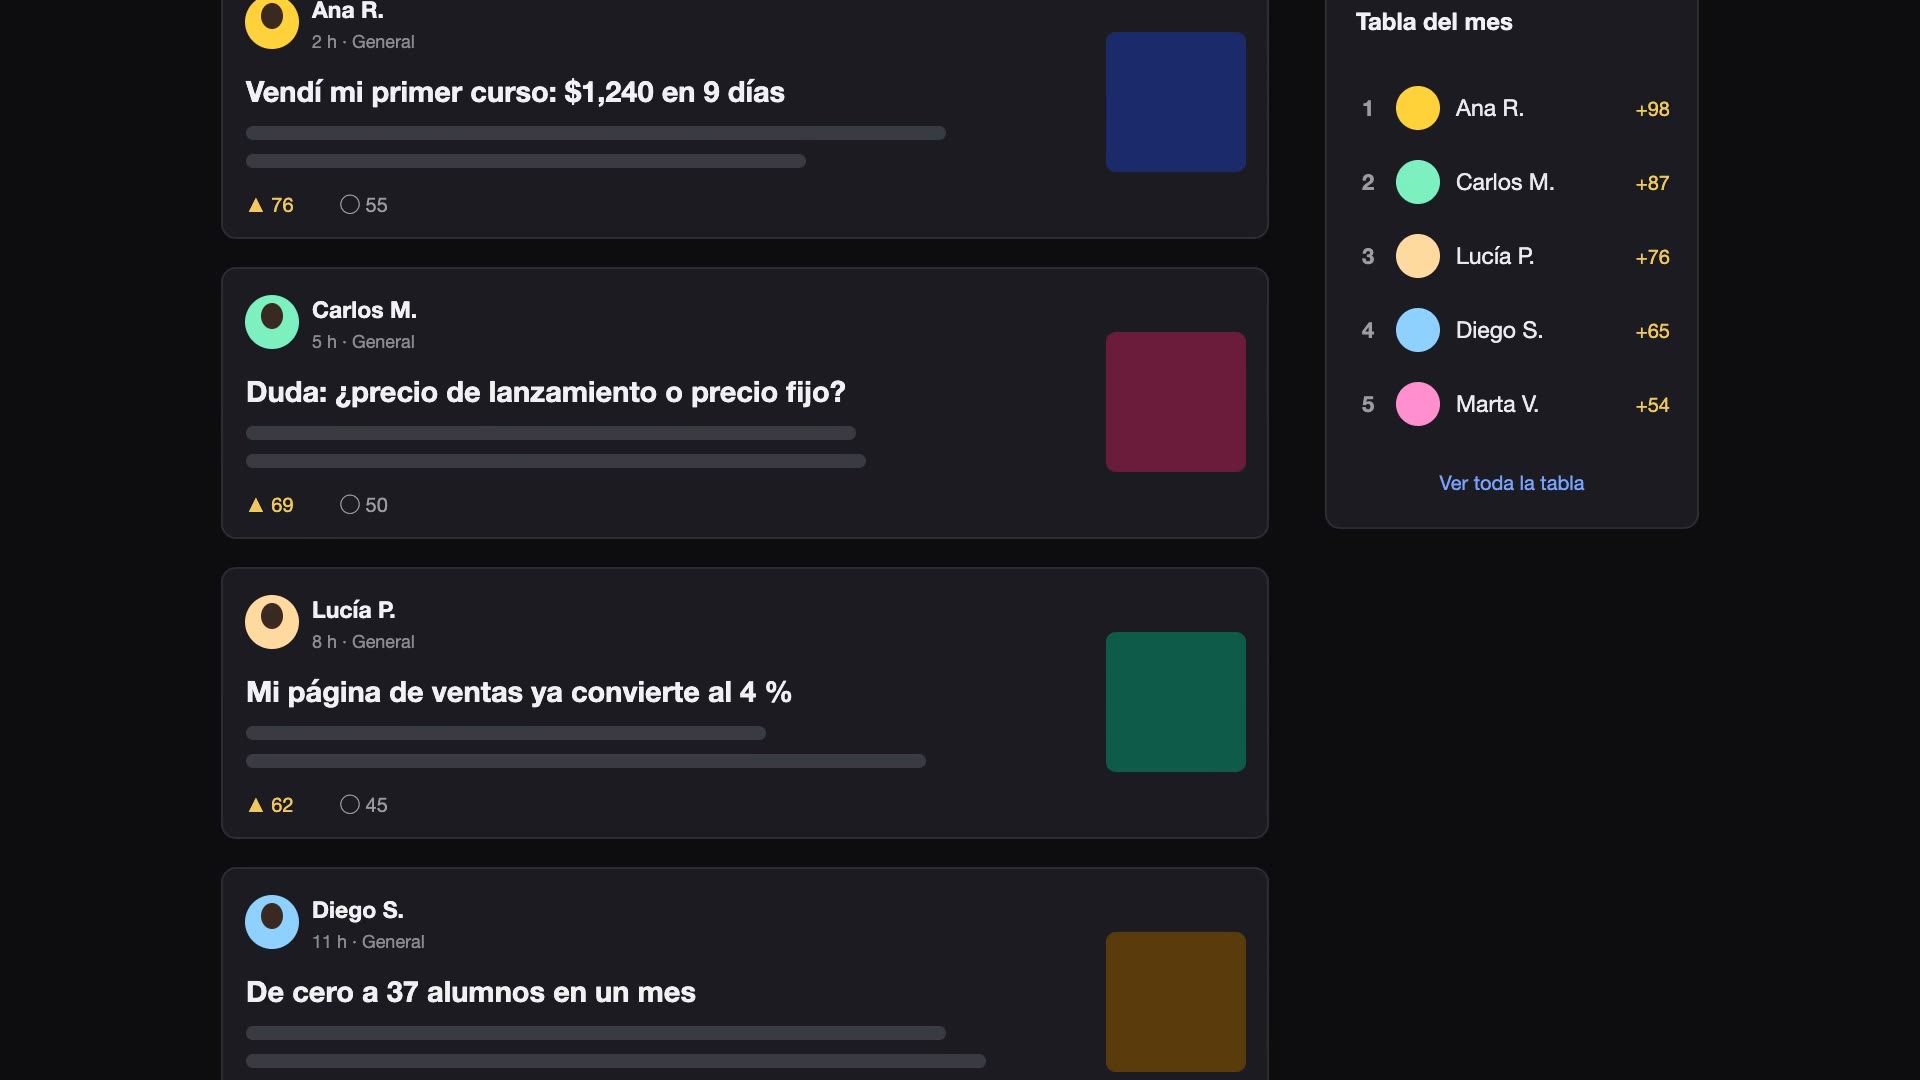 Ana R.
2 h · General
Vendí mi primer curso: $1,240 en 9 días
▲ 76 ◯ 55
Carlos M.
5 h · General
Duda: ¿precio de lanzamiento o precio fijo?
▲ 69 ◯ 50
Lucía P.
8 h · General
Mi página de ventas ya convierte al 4 %
▲ 62 ◯ 45
Diego S.
11 h · General
De cero a 37 alumnos en un mes
Tabla del mes
1 Ana R. +98
2 Carlos M. +87
3 Lucía P. +76
4 Diego S. +65
5 Marta V. +54
Ver toda la tabla